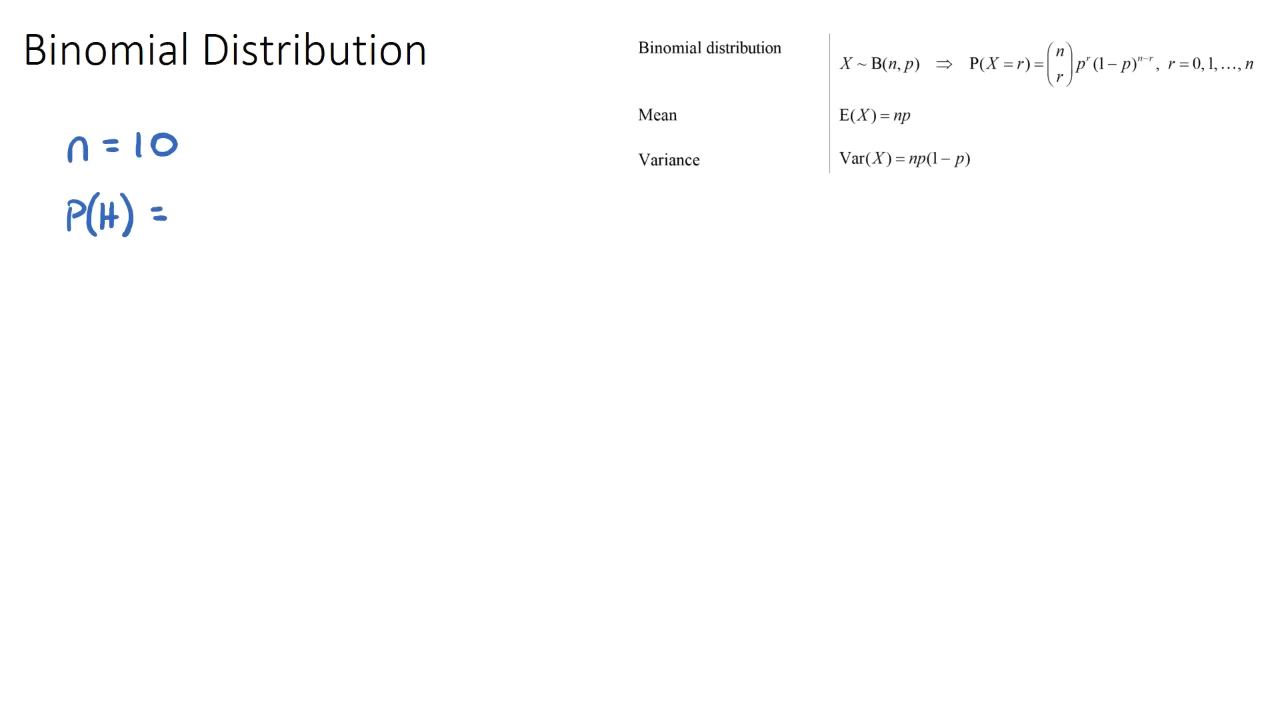 Binomial Distribution
n = 10
P(H) =
Binomial distribution
X ~ B(n, p) ⇒ P(X = r) = (n r) p^r (1 − p)^{n−r}, r = 0, 1, …, n
Mean
E(X) = np
Variance
Var(X) = np(1 − p)